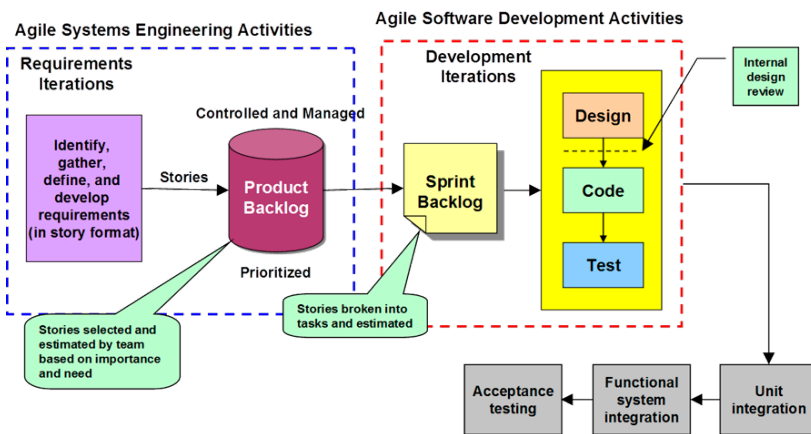 Agile Systems Engineering Activities
Agile Software Development Activities
Requirements
Iterations
Controlled and Managed
Identify,
gather,
define, and
develop
requirements
(in story format)
Stories
Product
Backlog
Prioritized
Stories selected and
estimated by team
based on importance
and need
Development
Iterations
Sprint
Backlog
Stories broken into
tasks and estimated
Design
Code
Test
Internal
design
review
Unit
integration
Functional
system
integration
Acceptance
testing